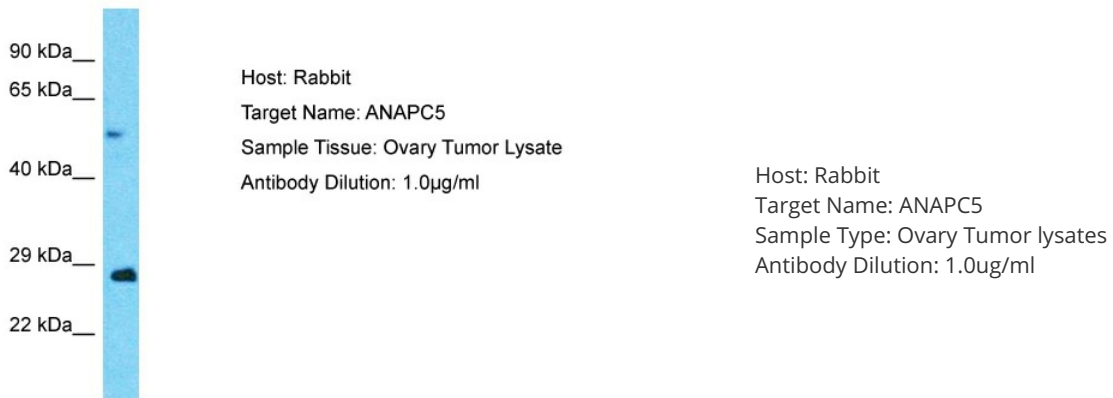 90 kDa__
65 kDa__
40 kDa__
29 kDa__
22 kDa__
Host: Rabbit
Target Name: ANAPC5
Sample Tissue: Ovary Tumor Lysate
Antibody Dilution: 1.0µg/ml
Host: Rabbit
Target Name: ANAPC5
Sample Type: Ovary Tumor lysates
Antibody Dilution: 1.0ug/ml